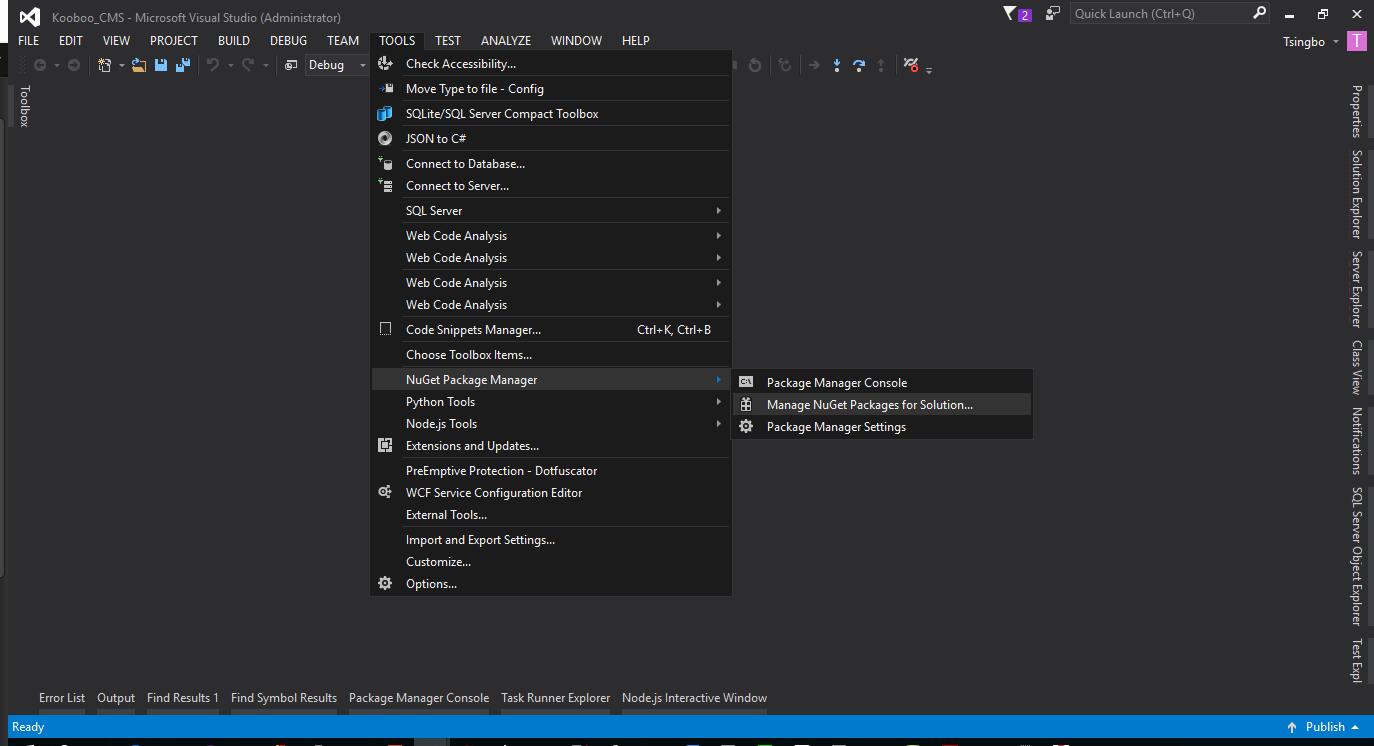 Kooboo_CMS - Microsoft Visual Studio (Administrator)
2
Quick Launch (Ctrl+Q)
FILE EDIT VIEW PROJECT BUILD DEBUG TEAM TOOLS TEST ANALYZE WINDOW HELP
Tsingbo T
Debug
Toolbox
Check Accessibility...
Move Type to file - Config
SQLite/SQL Server Compact Toolbox
JSON to C#
Connect to Database...
Connect to Server...
SQL Server
Web Code Analysis
Web Code Analysis
Web Code Analysis
Web Code Analysis
Code Snippets Manager... Ctrl+K, Ctrl+B
Choose Toolbox Items...
NuGet Package Manager
Python Tools
Node.js Tools
Extensions and Updates...
PreEmptive Protection - Dotfuscator
WCF Service Configuration Editor
External Tools...
Import and Export Settings...
Customize...
Options...
Package Manager Console
Manage NuGet Packages for Solution...
Package Manager Settings
Properties
Solution Explorer
Server Explorer
Class View
Notifications
SQL Server Object Explorer
Test Expl
Error List Output Find Results 1 Find Symbol Results Package Manager Console Task Runner Explorer Node.js Interactive Window
Ready
Publish